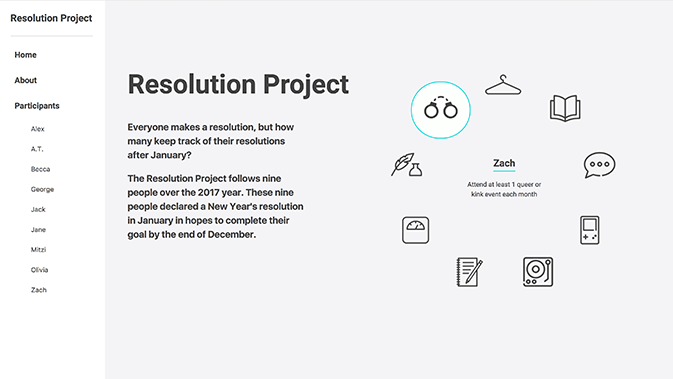 Resolution Project
Home
About
Participants
Alex
A.T.
Becca
George
Jack
Jane
Mitzi
Olivia
Zach
Resolution Project
Everyone makes a resolution, but how
many keep track of their resolutions
after January?
The Resolution Project follows nine
people over the 2017 year. These nine
people declared a New Year's resolution
in January in hopes to complete their
goal by the end of December.
Zach
Attend at least 1 queer or
kink event each month